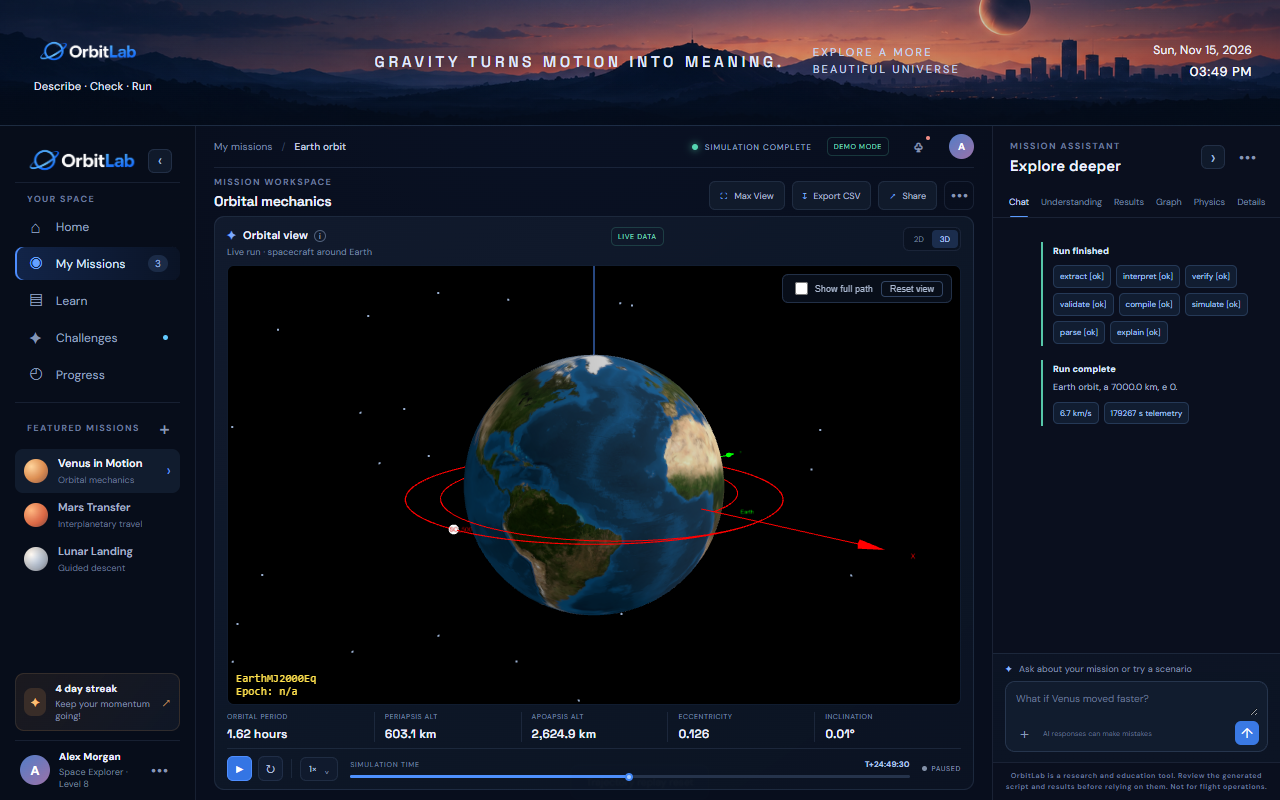 OrbitLab
Describe · Check · Run
GRAVITY TURNS MOTION INTO MEANING.
EXPLORE A MORE
BEAUTIFUL UNIVERSE
Sun, Nov 15, 2026
03:49 PM
OrbitLab
YOUR SPACE
Home
My Missions 3
Learn
Challenges
Progress
FEATURED MISSIONS +
Venus in Motion
Orbital mechanics
Mars Transfer
Interplanetary travel
Lunar Landing
Guided descent
4 day streak
Keep your momentum
going!
A
Alex Morgan
Space Explorer ·
Level 8
My missions / Earth orbit
SIMULATION COMPLETE
DEMO MODE
A
MISSION WORKSPACE
Orbital mechanics
Max View
Export CSV
Share
Orbital view
Live run · spacecraft around Earth
LIVE DATA
2D 3D
Show full path
Reset view
Earth
X
EarthMJ2000Eq
Epoch: n/a
ORBITAL PERIOD
1.62 hours
PERIAPSIS ALT
603.1 km
APOAPSIS ALT
2,624.9 km
ECCENTRICITY
0.126
INCLINATION
0.01°
1×
SIMULATION TIME
T+24:49:30
PAUSED
MISSION ASSISTANT
Explore deeper
Chat Understanding Results Graph Physics Details
Run finished
extract [ok] interpret [ok] verify [ok]
validate [ok] compile [ok] simulate [ok]
parse [ok] explain [ok]
Run complete
Earth orbit, a 7000.0 km, e 0.
6.7 km/s 179267 s telemetry
Ask about your mission or try a scenario
What if Venus moved faster?
+ AI responses can make mistakes
OrbitLab is a research and education tool. Review the generated
script and results before relying on them. Not for flight operations.